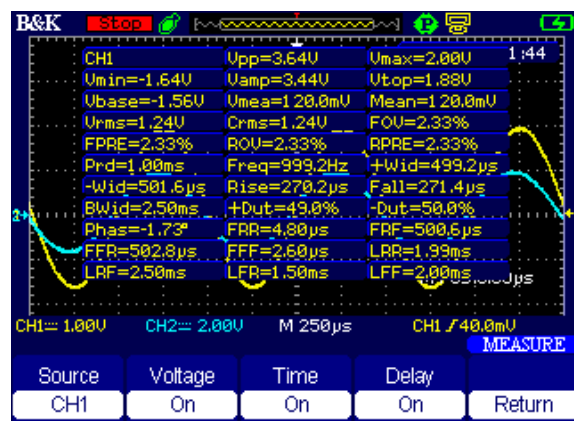 B&K Stop P
CH1 Vpp=3.64V Vmax=2.00V 1:44
Vmin=-1.64V Vamp=3.44V Vtop=1.88V
Vbase=-1.56V Vmea=120.0mV Mean=120.0mV
Vrms=1.24V Crms=1.24V FOV=2.33%
FPRE=2.33% ROV=2.33% RPRE=2.33%
Prd=1.00ms Freq=999.2Hz +Wid=499.2µs
-Wid=501.6µs Rise=270.2µs Fall=271.4µs
BWid=2.50ms +Dut=49.0% -Dut=50.0%
Phas=-1.73° FRR=4.80µs FRF=500.6µs
FFR=502.8µs FFF=2.60µs LRR=1.99ms
LRF=2.50ms LFR=1.50ms LFF=2.00ms
CH1 1.00V CH2 2.00V M 250µs CH1 40.0mV
MEASURE
Source Voltage Time Delay
CH1 On On On Return